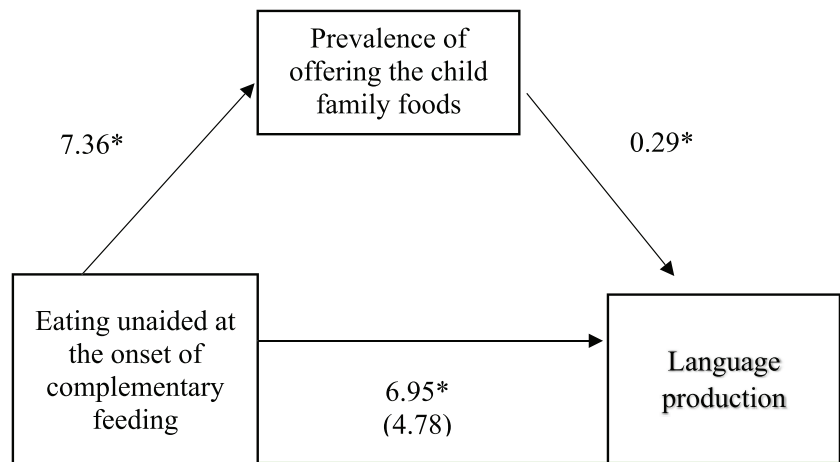 Prevalence of
offering the child
family foods
7.36*
0.29*
Eating unaided at
the onset of
complementary
feeding
6.95*
(4.78)
Language
production